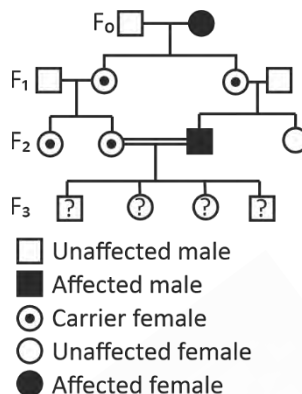 F₀
F₁
F₂
F₃ ? ? ? ?
Unaffected male
Affected male
Carrier female
Unaffected female
Affected female